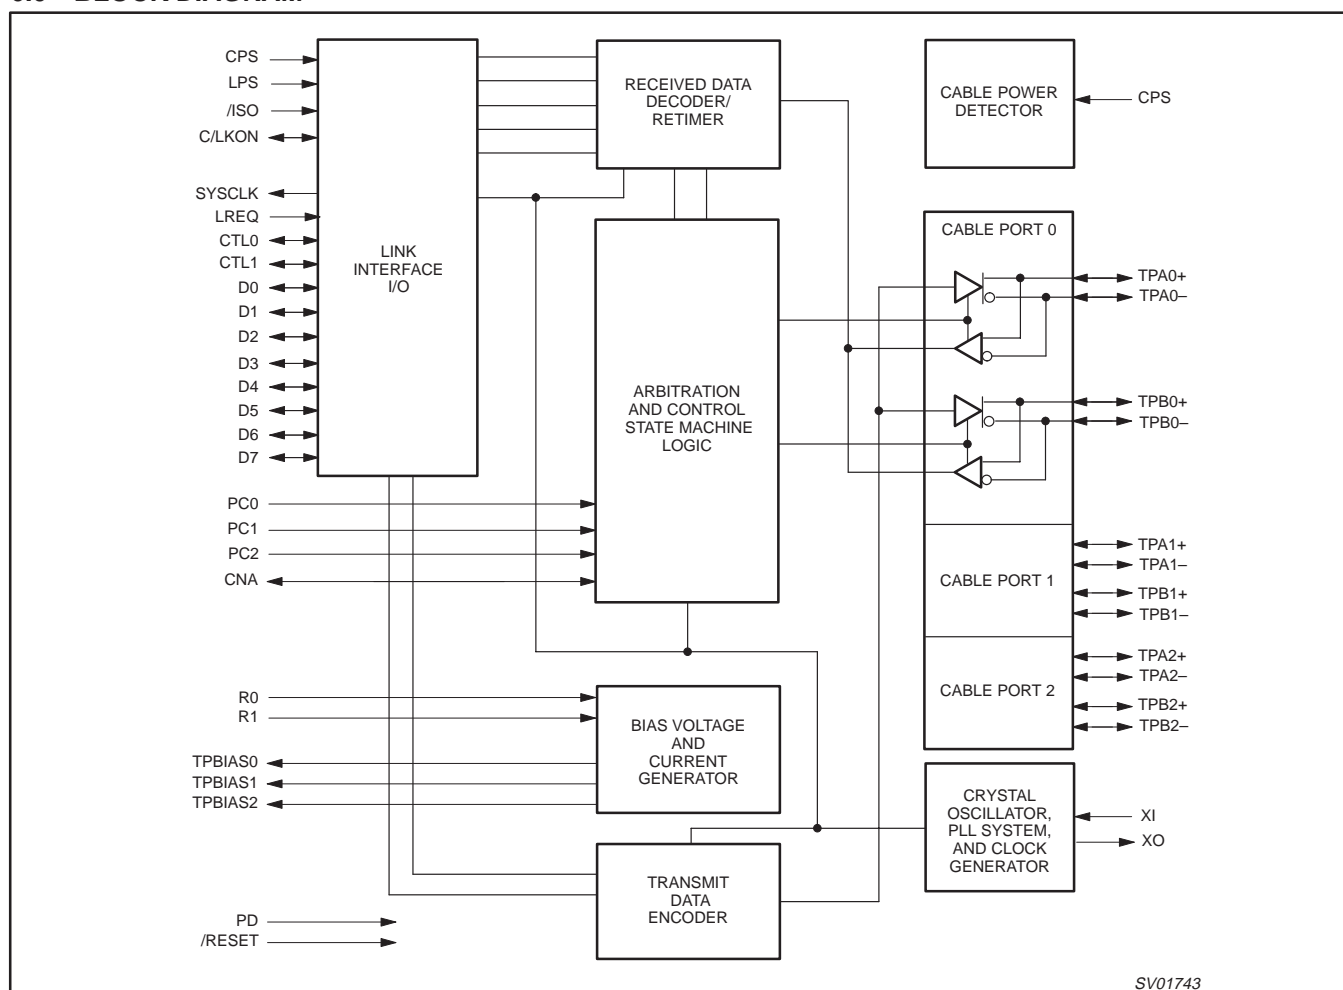 CPS
LPS
/ISO
C/LKON
SYSCLK
LREQ
CTL0
CTL1
D0
D1
D2
D3
D4
D5
D6
D7
PC0
PC1
PC2
CNA
R0
R1
TPBIAS0
TPBIAS1
TPBIAS2
PD
/RESET
LINK
INTERFACE
I/O
RECEIVED DATA
DECODER/
RETIMER
ARBITRATION
AND CONTROL
STATE MACHINE
LOGIC
BIAS VOLTAGE
AND
CURRENT
GENERATOR
TRANSMIT
DATA
ENCODER
CABLE POWER
DETECTOR
CPS
CABLE PORT 0
TPA0+
TPA0–
TPB0+
TPB0–
CABLE PORT 1
TPA1+
TPA1–
TPB1+
TPB1–
CABLE PORT 2
TPA2+
TPA2–
TPB2+
TPB2–
CRYSTAL
OSCILLATOR,
PLL SYSTEM,
AND CLOCK
GENERATOR
XI
XO
SV01743